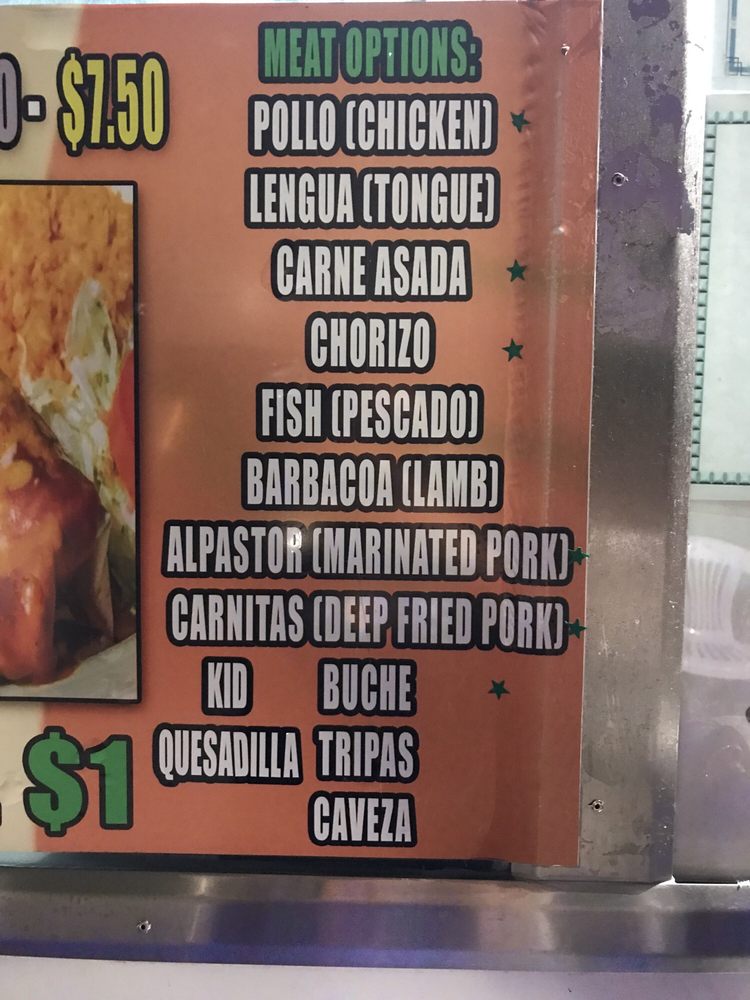 0- $7.50
MEAT OPTIONS:
POLLO (CHICKEN)
LENGUA (TONGUE)
CARNE ASADA
CHORIZO
FISH (PESCADO)
BARBACOA (LAMB)
ALPASTOR (MARINATED PORK)
CARNITAS (DEEP FRIED PORK)
KID BUCHE
QUESADILLA TRIPAS
CAVEZA
$1